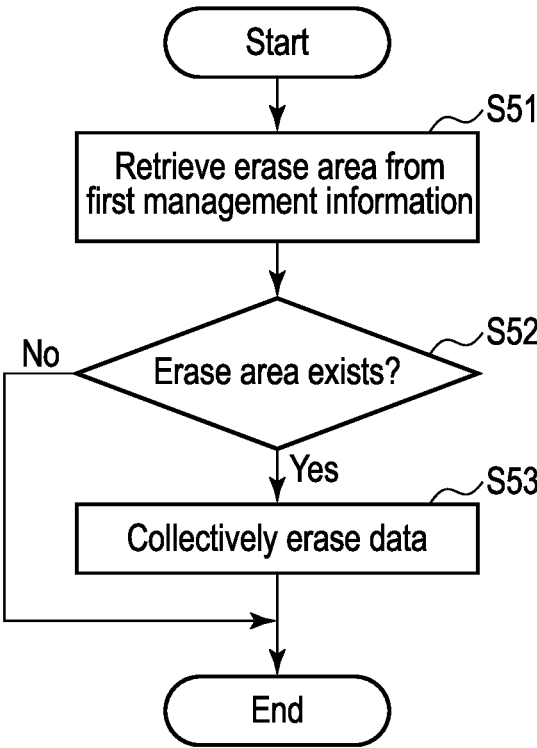 Start
S51
Retrieve erase area from
first management information
S52
No
Erase area exists?
Yes
S53
Collectively erase data
End